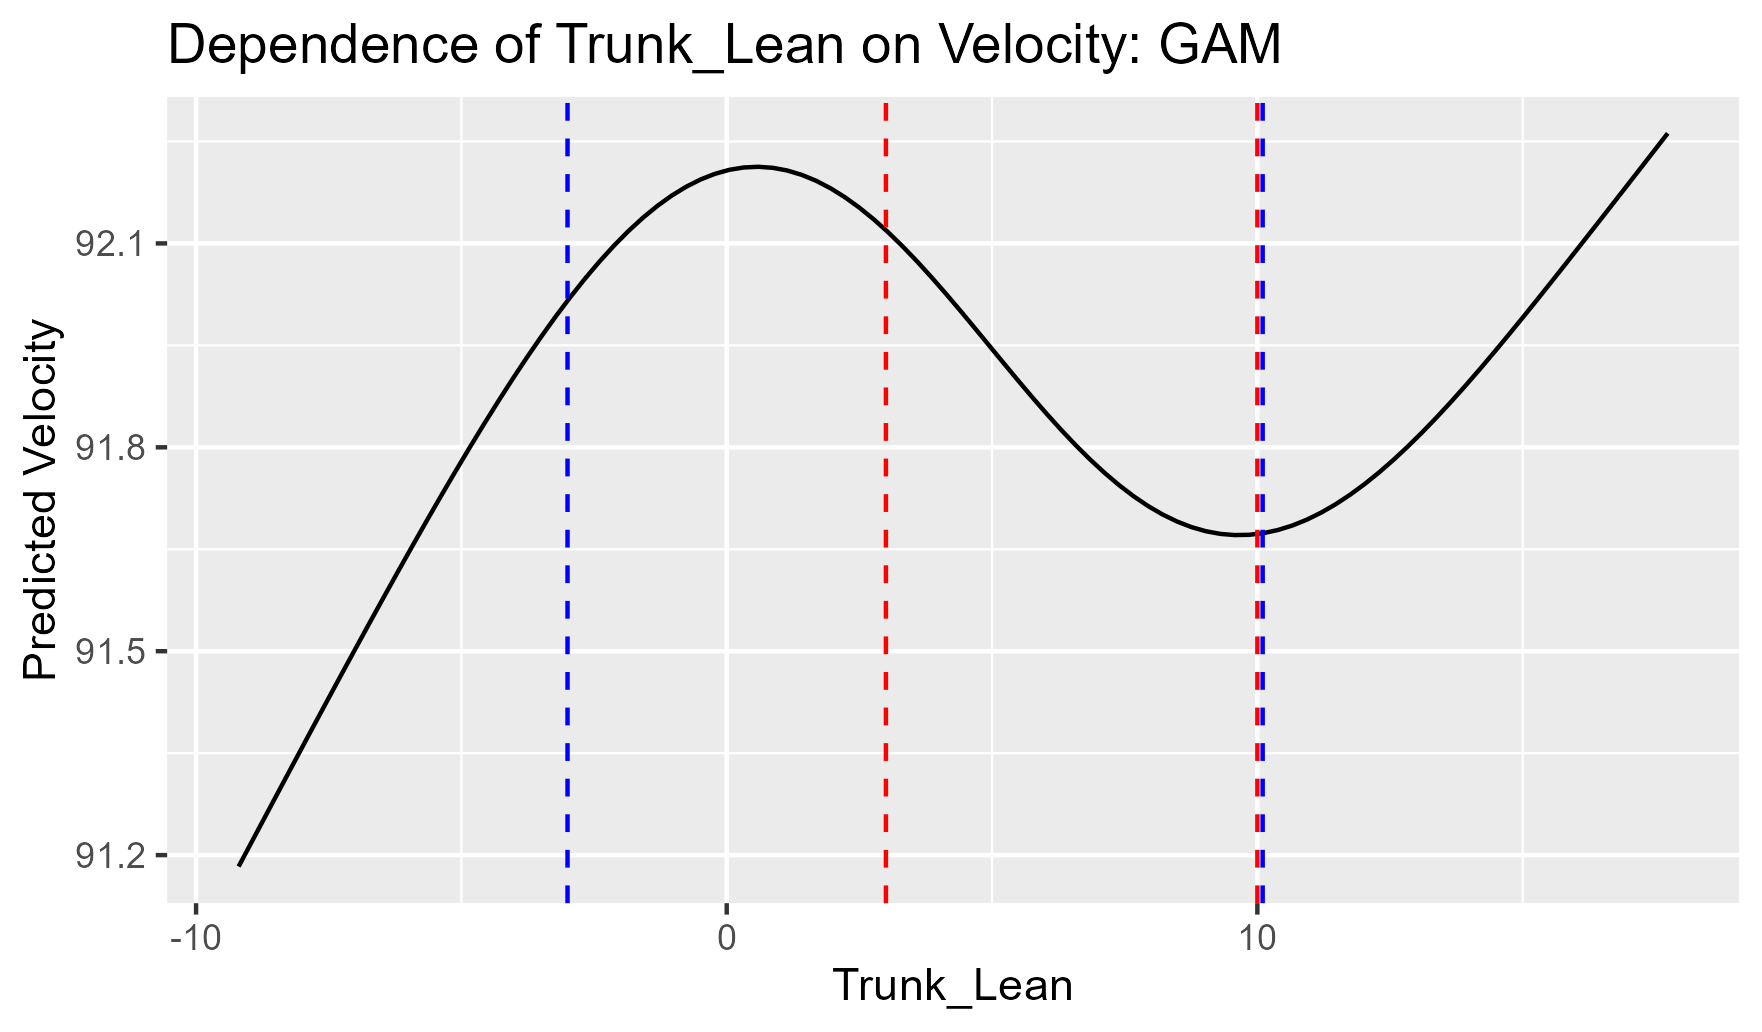 Dependence of Trunk_Lean on Velocity: GAM
Predicted Velocity
92.1
91.8
91.5
91.2
-10 0 10
Trunk_Lean